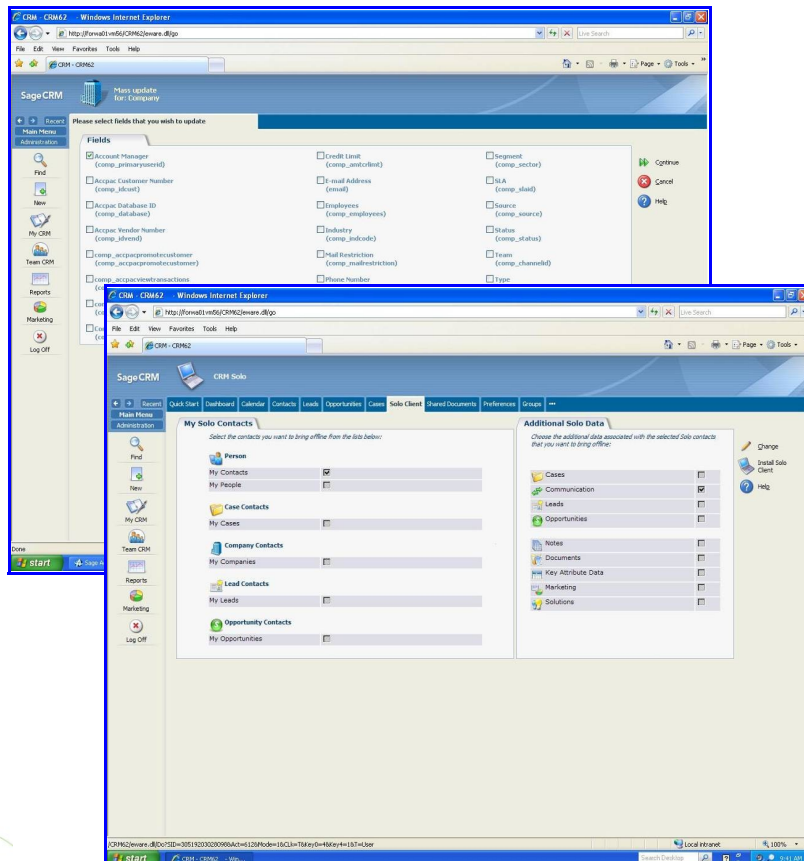 CRM - CRM62 - Windows Internet Explorer
http://forwa01vms6/CRM62/eware.dll/go
Live Search
File Edit View Favorites Tools Help
CRM - CRM62
Page Tools
SageCRM
Mass update
for: Company
Recent
Please select fields that you wish to update
Main Menu
Administration
Find
New
My CRM
Team CRM
Reports
Marketing
Log Off
Fields
Account Manager
(comp_primaryuserid)
Accpac Customer Number
(comp_idcust)
Accpac Database ID
(comp_database)
Accpac Vendor Number
(comp_idvend)
comp_accpacpromotecustomer
(comp_accpacpromotecustomer)
comp_accpacviewtransactions
Credit Limit
(comp_amtcrlimt)
E-mail Address
(email)
Employees
(comp_employees)
Industry
(comp_indcode)
Mail Restriction
(comp_mailrestriction)
Phone Number
Segment
(comp_sector)
SLA
(comp_slaid)
Source
(comp_source)
Status
(comp_status)
Team
(comp_channelid)
Type
Continue
Cancel
Help
Done
start
CRM - CRM62 - Windows Internet Explorer
http://forwa01vms6/CRM62/eware.dll/go
Live Search
File Edit View Favorites Tools Help
CRM - CRM62
Page Tools
SageCRM
CRM Solo
Recent
Quick Start Dashboard Calendar Contacts Leads Opportunities Cases Solo Client Shared Documents Preferences Groups
Main Menu
Administration
Find
New
My CRM
Team CRM
Reports
Marketing
Log Off
My Solo Contacts
Select the contacts you want to bring offline from the lists below:
Person
My Contacts
My People
Case Contacts
My Cases
Company Contacts
My Companies
Lead Contacts
My Leads
Opportunity Contacts
My Opportunities
Additional Solo Data
Choose the additional data associated with the selected Solo contacts
that you want to bring offline:
Cases
Communication
Leads
Opportunities
Notes
Documents
Key Attribute Data
Marketing
Solutions
Change
Install Solo
Client
Help
Local intranet
100%
start
CRM - CRM62 - Win...
Search Desktop
9:41 AM